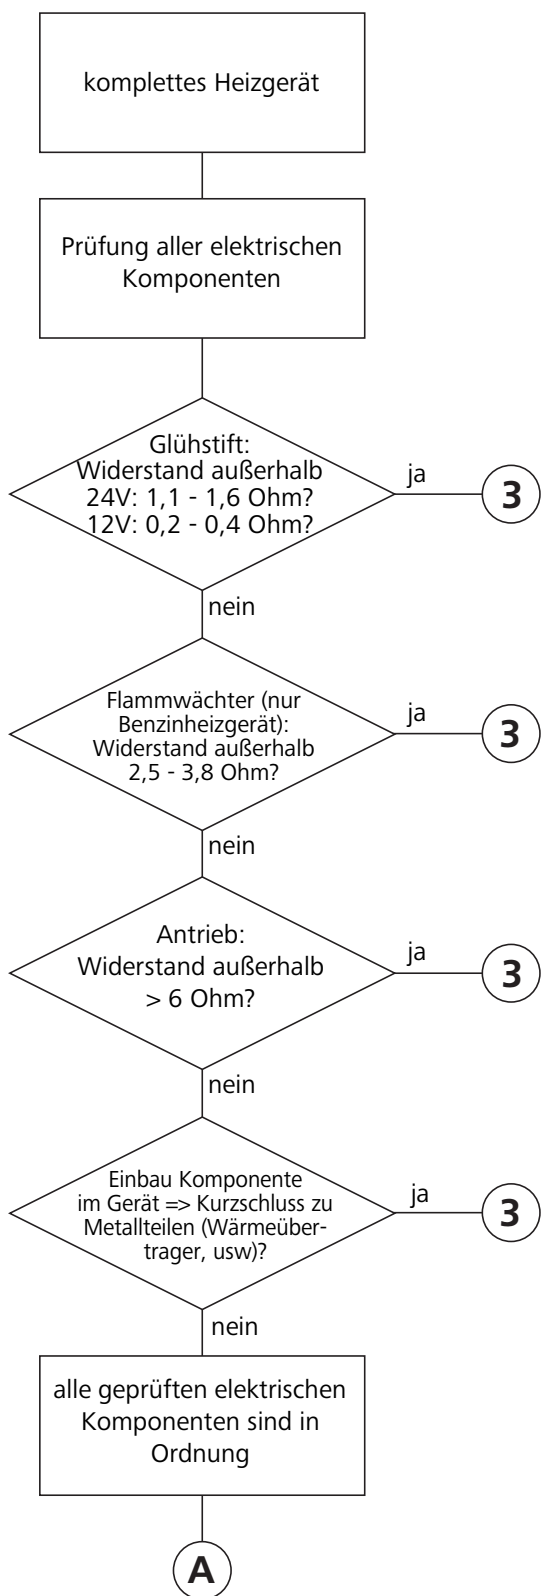 komplettes Heizgerät
Prüfung aller elektrischen
Komponenten
Glühstift:
Widerstand außerhalb
24V: 1,1 - 1,6 Ohm?
12V: 0,2 - 0,4 Ohm?
ja
3
nein
Flammwächter (nur
Benzinheizgerät):
Widerstand außerhalb
2,5 - 3,8 Ohm?
ja
3
nein
Antrieb:
Widerstand außerhalb
> 6 Ohm?
ja
3
nein
Einbau Komponente
im Gerät => Kurzschluss zu
Metallteilen (Wärmeüber-
trager, usw)?
ja
3
nein
alle geprüften elektrischen
Komponenten sind in
Ordnung
A